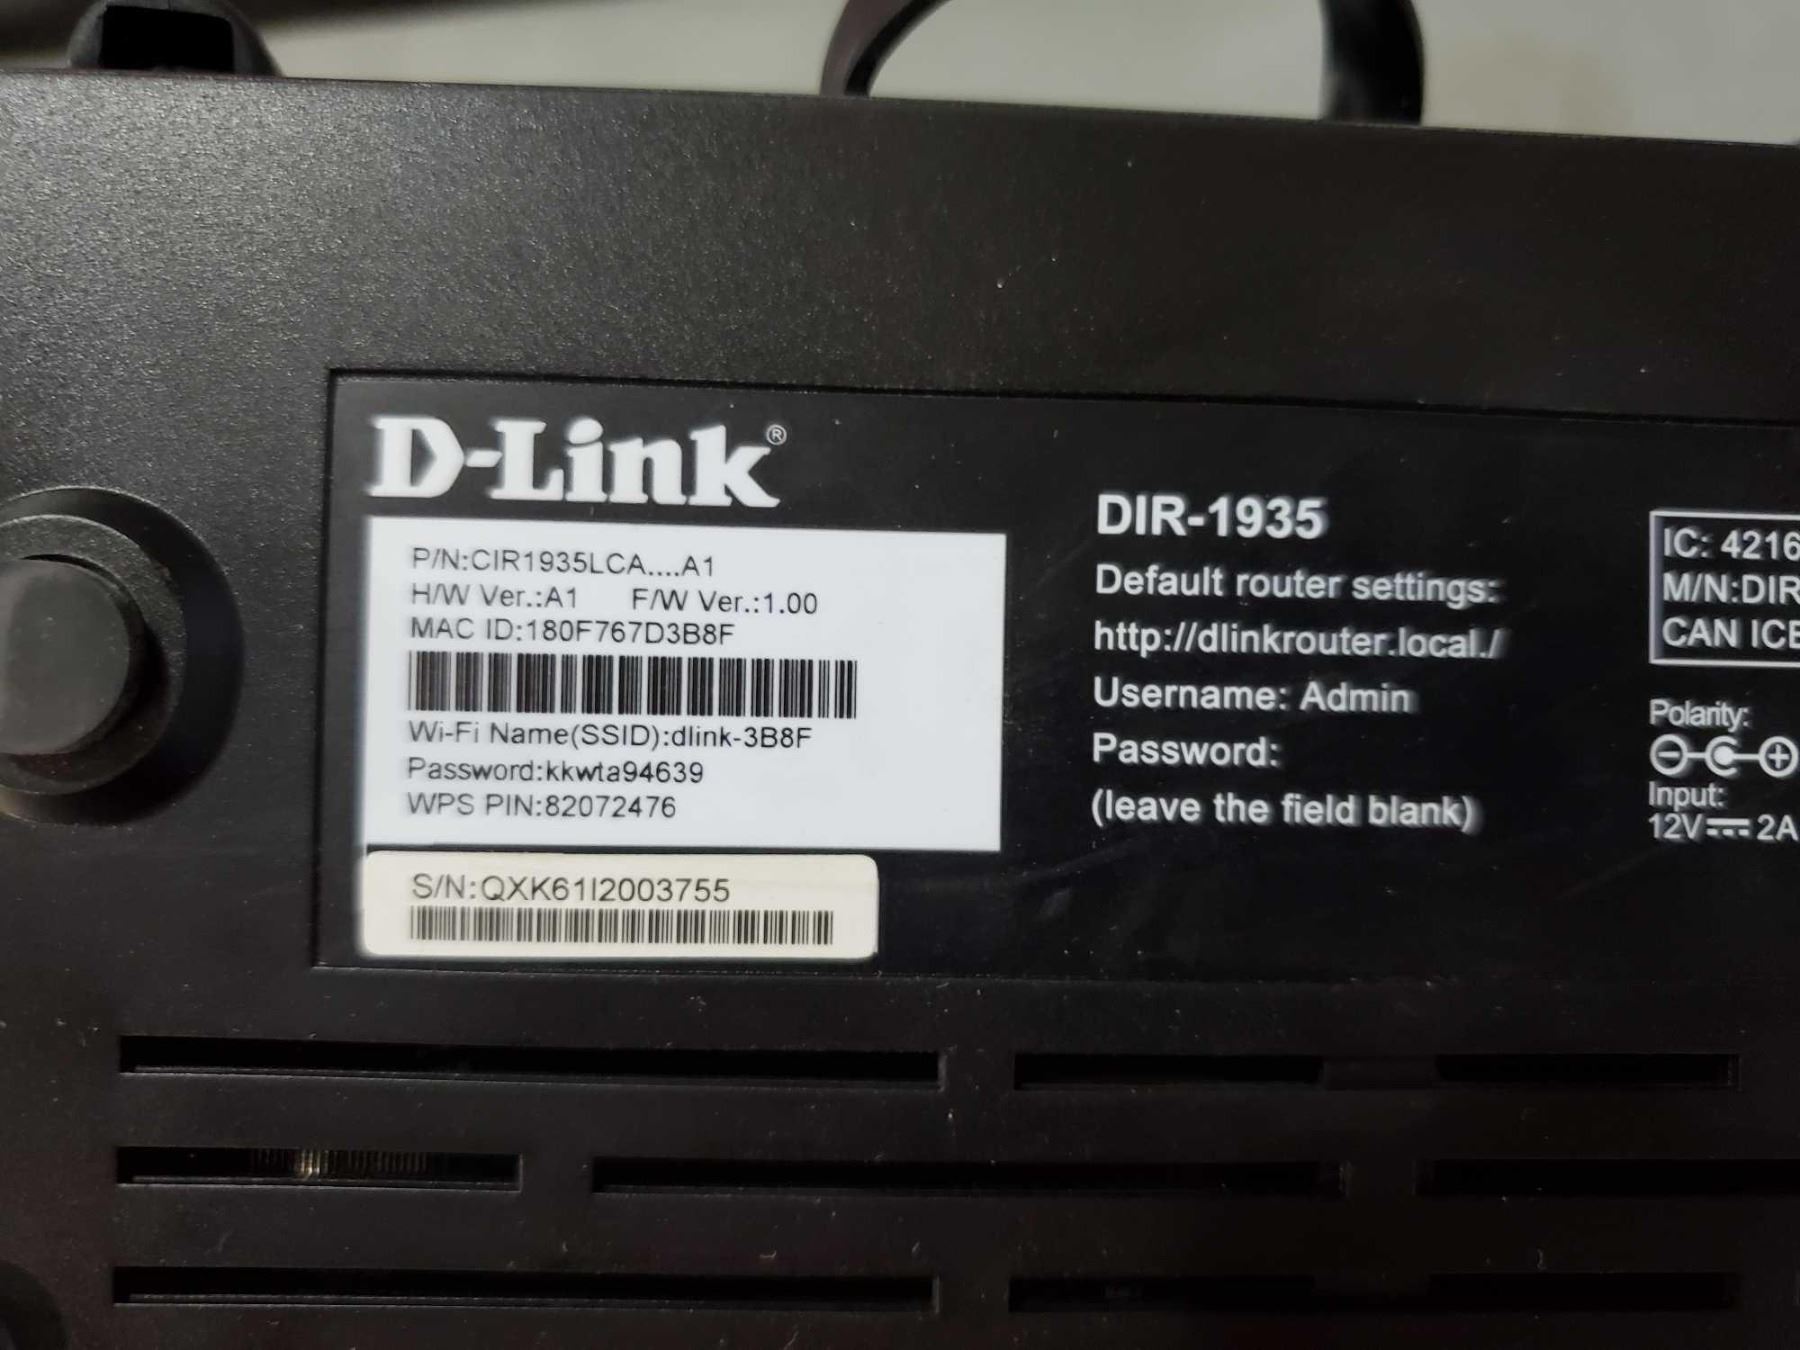 D-Link®
P/N:CIR1935LCA....A1
H/W Ver.:A1 F/W Ver.:1.00
MAC ID:180F767D3B8F
Wi-Fi Name(SSID):dlink-3B8F
Password:kkwta94639
WPS PIN:82072476
S/N:QXK61I2003755
DIR-1935
Default router settings:
http://dlinkrouter.local./
Username: Admin
Password:
(leave the field blank)
IC: 4216
M/N:DIR
CAN ICE
Polarity:
Input:
12V⎓2A